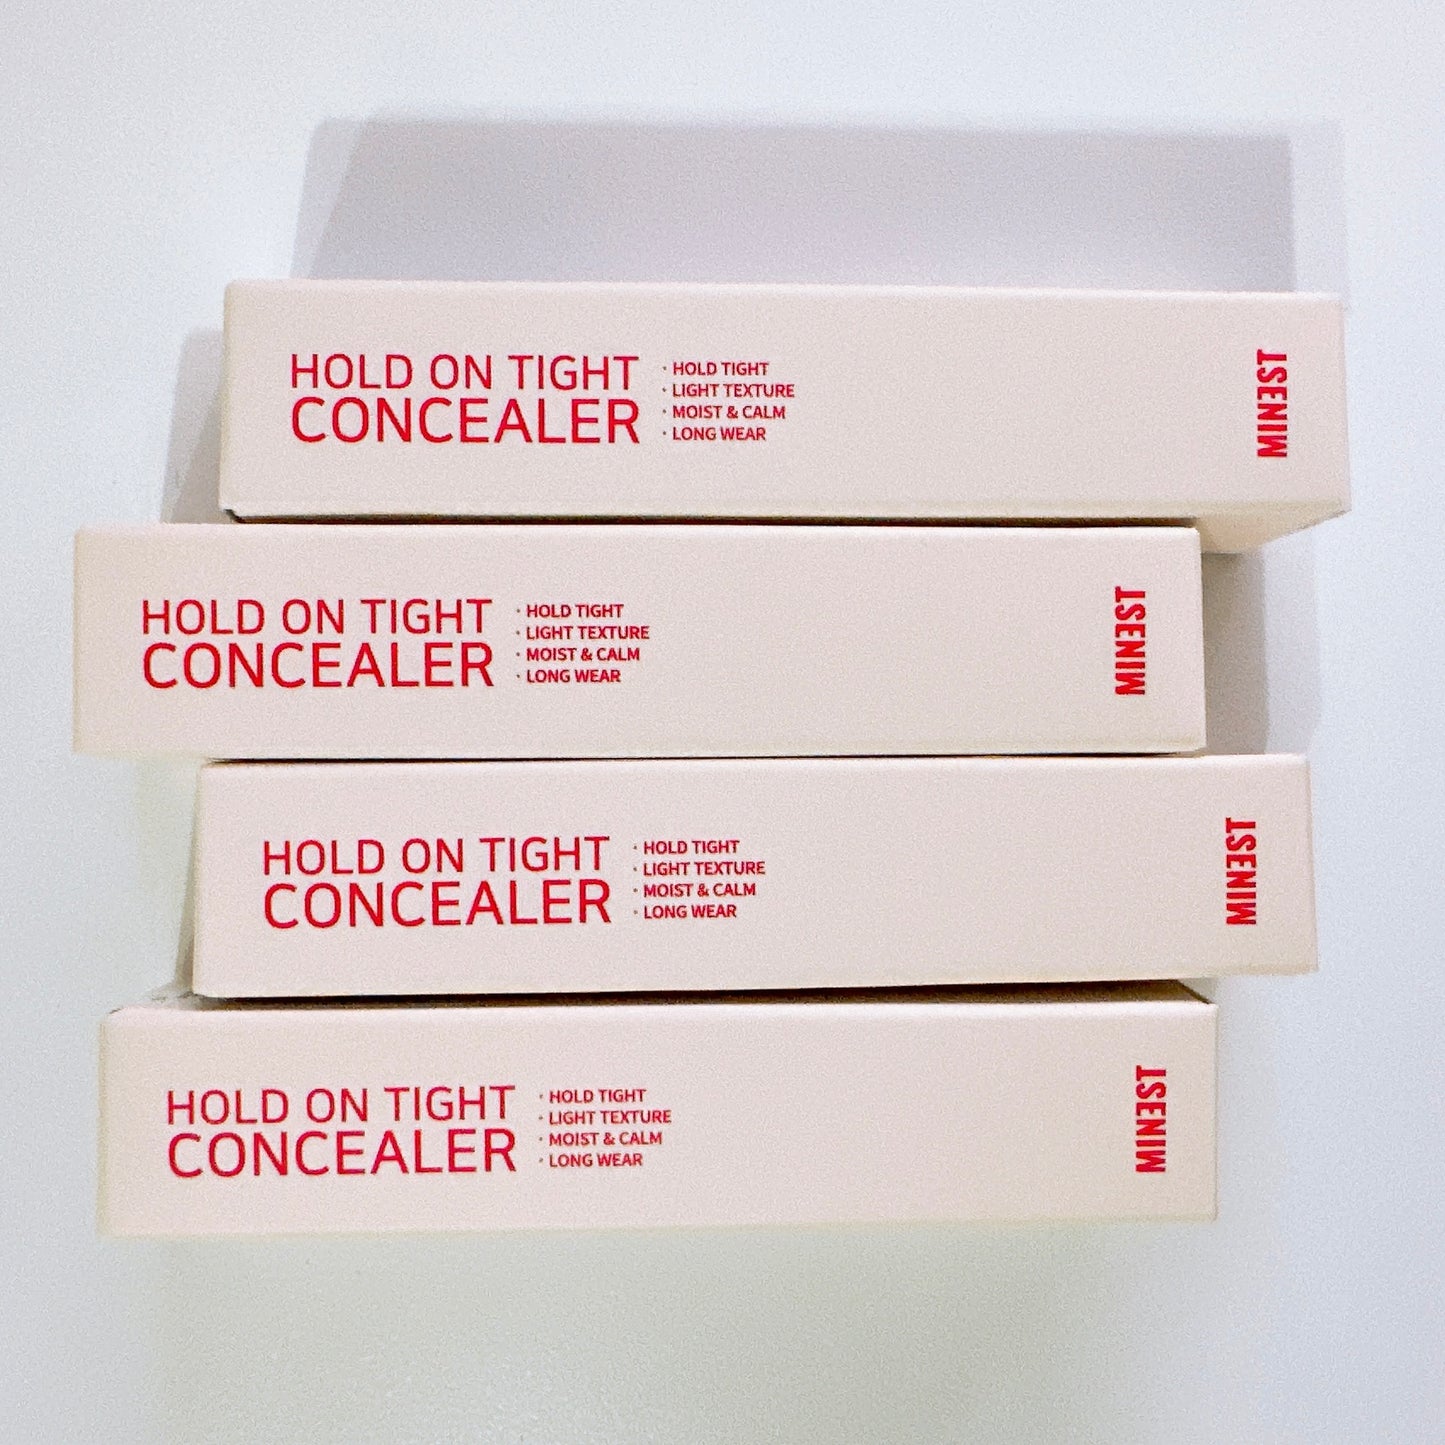 HOLD ON TIGHT
CONCEALER
· HOLD TIGHT
· LIGHT TEXTURE
· MOIST & CALM
· LONG WEAR
MINEST
HOLD ON TIGHT
CONCEALER
· HOLD TIGHT
· LIGHT TEXTURE
· MOIST & CALM
· LONG WEAR
MINEST
HOLD ON TIGHT
CONCEALER
· HOLD TIGHT
· LIGHT TEXTURE
· MOIST & CALM
· LONG WEAR
MINEST
HOLD ON TIGHT
CONCEALER
· HOLD TIGHT
· LIGHT TEXTURE
· MOIST & CALM
· LONG WEAR
MINEST